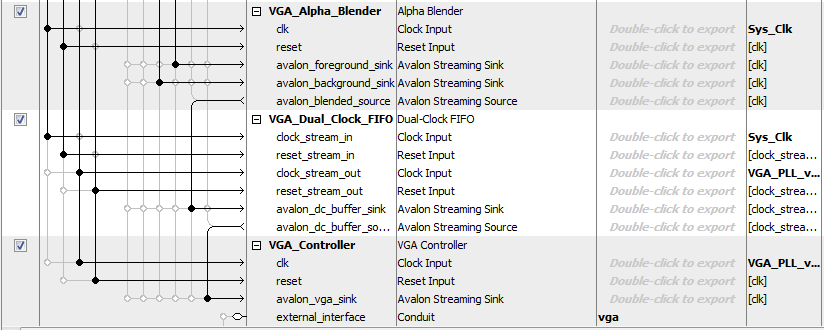 VGA_Alpha_Blender Alpha Blender
clk Clock Input Double-click to export Sys_Clk
reset Reset Input Double-click to export [clk]
avalon_foreground_sink Avalon Streaming Sink Double-click to export [clk]
avalon_background_sink Avalon Streaming Sink Double-click to export [clk]
avalon_blended_source Avalon Streaming Source Double-click to export [clk]
VGA_Dual_Clock_FIFO Dual-Clock FIFO
clock_stream_in Clock Input Double-click to export Sys_Clk
reset_stream_in Reset Input Double-click to export [clock_strea...
clock_stream_out Clock Input Double-click to export VGA_PLL_v...
reset_stream_out Reset Input Double-click to export [clock_strea...
avalon_dc_buffer_sink Avalon Streaming Sink Double-click to export [clock_strea...
avalon_dc_buffer_so... Avalon Streaming Source Double-click to export [clock_strea...
VGA_Controller VGA Controller
clk Clock Input Double-click to export VGA_PLL_v...
reset Reset Input Double-click to export [clk]
avalon_vga_sink Avalon Streaming Sink Double-click to export [clk]
external_interface Conduit vga